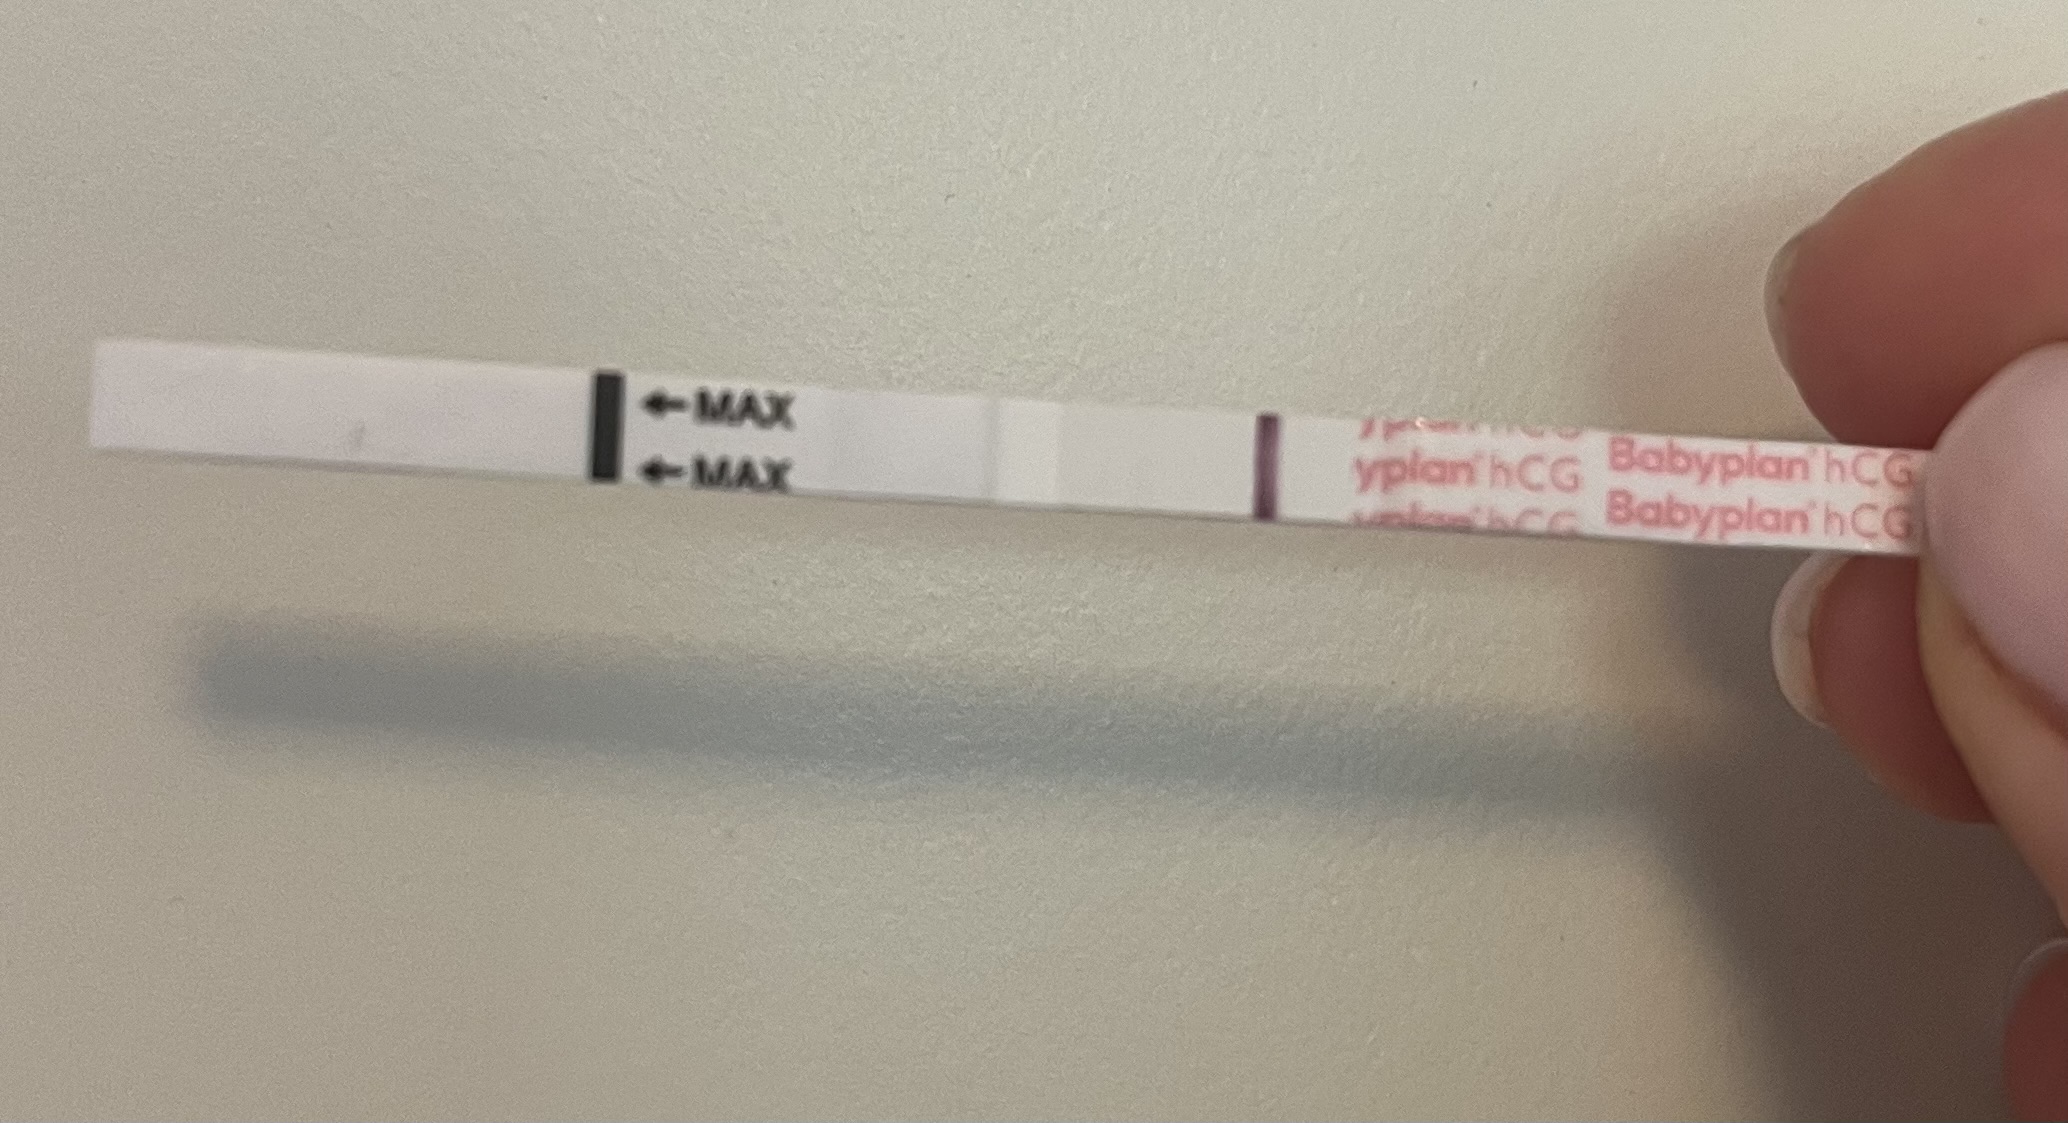 ←MAX
←MAX
yplan hCG
Babyplan hCG
Babyplan hCG